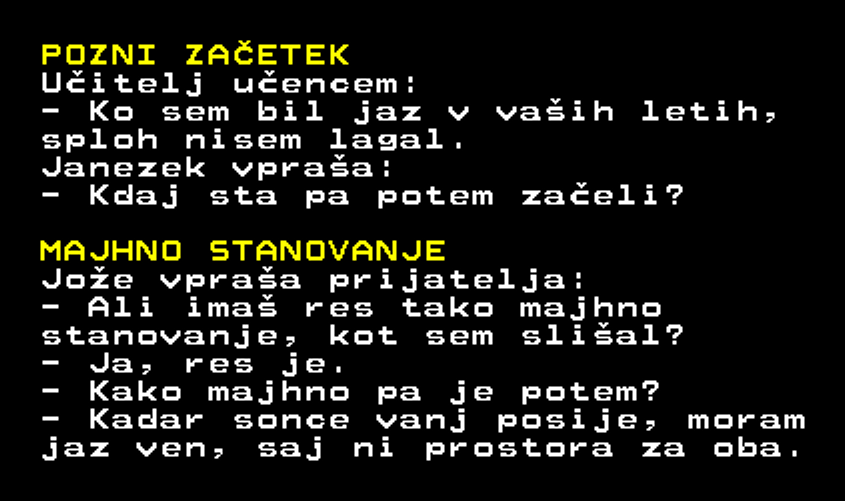 POZNI ZAČETEK
Učitelj učencem:
- Ko sem bil jaz v vaših letih,
sploh nisem lagal.
Janezek vpraša:
- Kdaj sta pa potem začeli?
MAJHNO STANOVANJE
Jože vpraša prijatelja:
- Ali imaš res tako majhno
stanovanje, kot sem slišal?
- Ja, res je.
- Kako majhno pa je potem?
- Kadar sonce vanj posije, moram
jaz ven, saj ni prostora za oba.